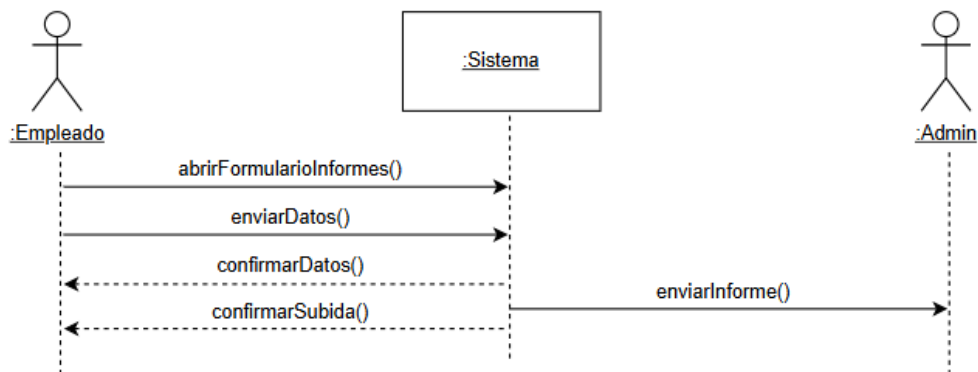 :Empleado
:Sistema
:Admin
abrirFormularioInformes()
enviarDatos()
confirmarDatos()
enviarInforme()
confirmarSubida()